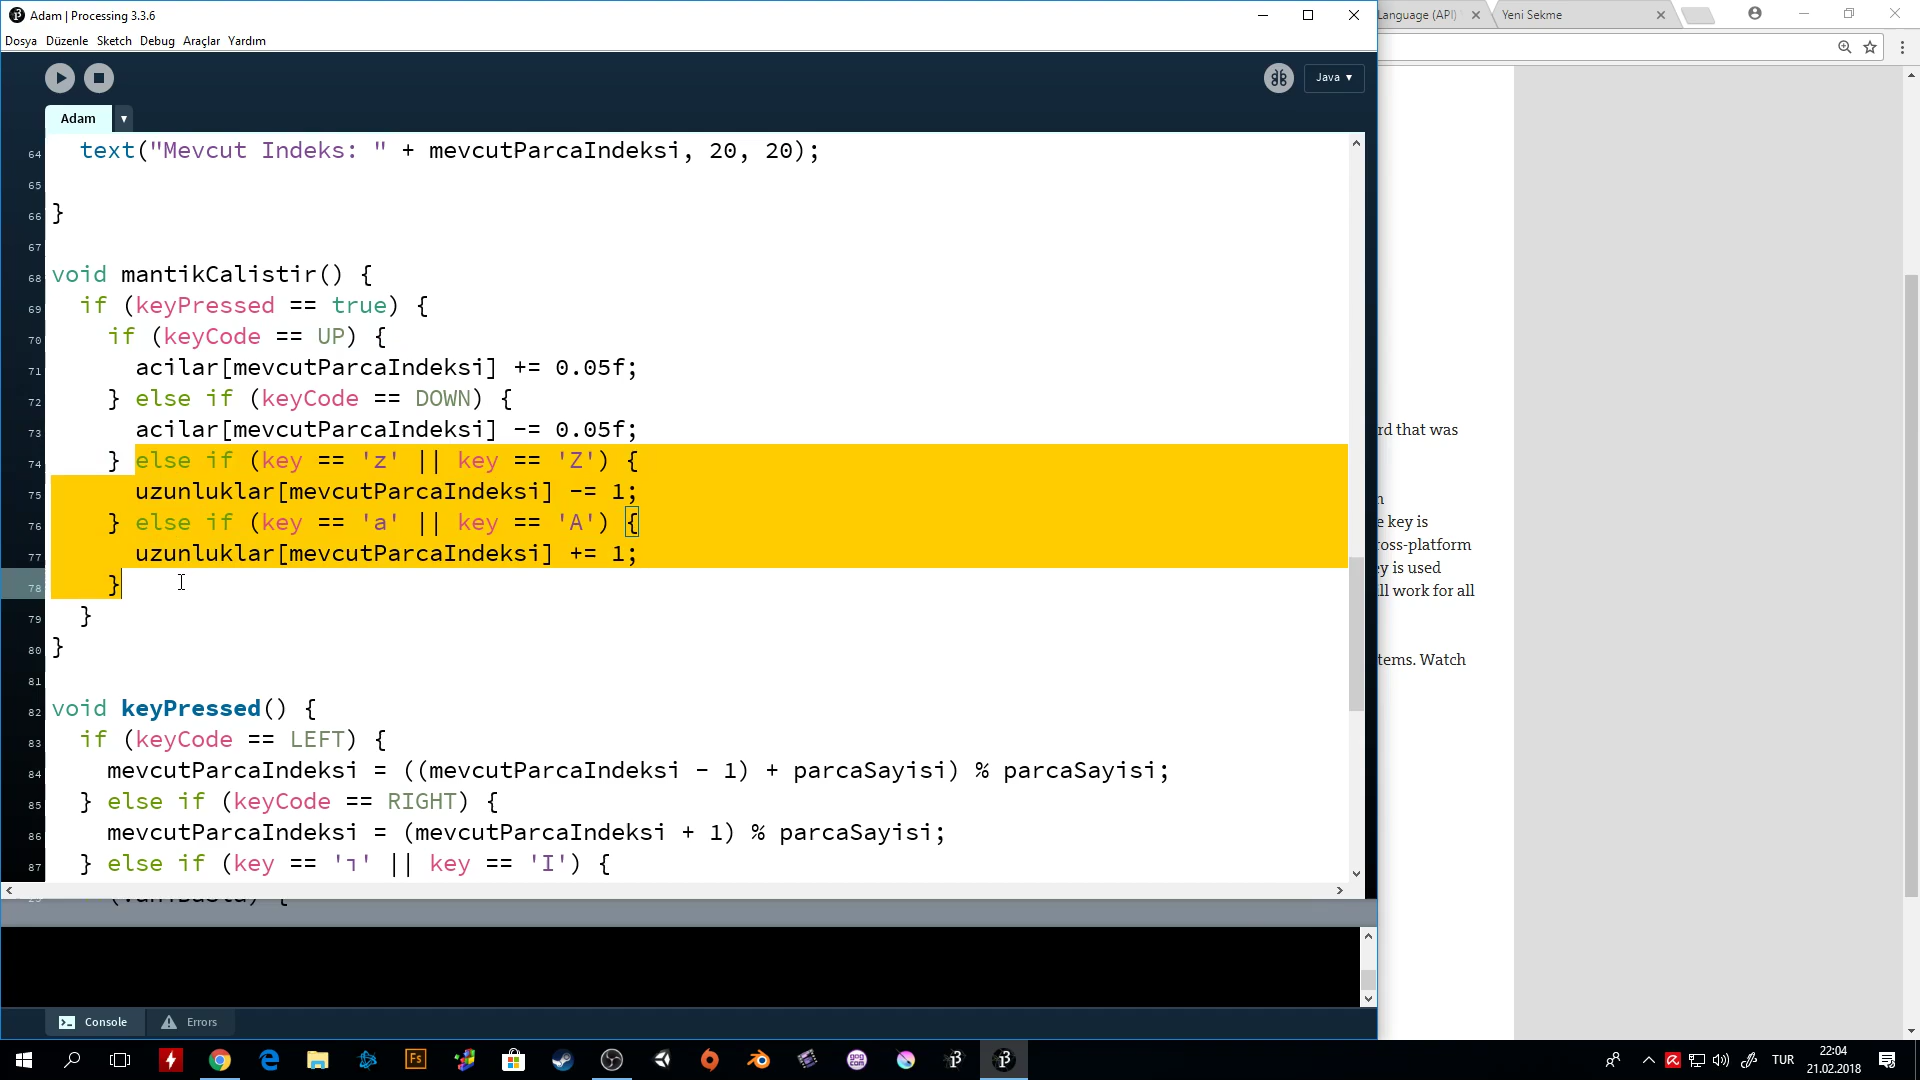 Adam | Processing 3.3.6
Dosya Düzenle Sketch Debug Araçlar Yardım
Java ▼
Adam ▼
64 text("Mevcut Indeks: " + mevcutParcaIndeksi, 20, 20);
65
66 }
67
68 void mantikCalistir() {
69 if (keyPressed == true) {
70 if (keyCode == UP) {
71 acilar[mevcutParcaIndeksi] += 0.05f;
72 } else if (keyCode == DOWN) {
73 acilar[mevcutParcaIndeksi] -= 0.05f;
74 } else if (key == 'z' || key == 'Z') {
75 uzunluklar[mevcutParcaIndeksi] -= 1;
76 } else if (key == 'a' || key == 'A') {
77 uzunluklar[mevcutParcaIndeksi] += 1;
78 }
79 }
80 }
81
82 void keyPressed() {
83 if (keyCode == LEFT) {
84 mevcutParcaIndeksi = ((mevcutParcaIndeksi - 1) + parcaSayisi) % parcaSayisi;
85 } else if (keyCode == RIGHT) {
86 mevcutParcaIndeksi = (mevcutParcaIndeksi + 1) % parcaSayisi;
87 } else if (key == 'ı' || key == 'I') {
Console
Errors
Language (API)
Yeni Sekme
rd that was
e key is
ross-platform
ey is used
ll work for all
tems. Watch
Fs
TUR
22:04
21.02.2018